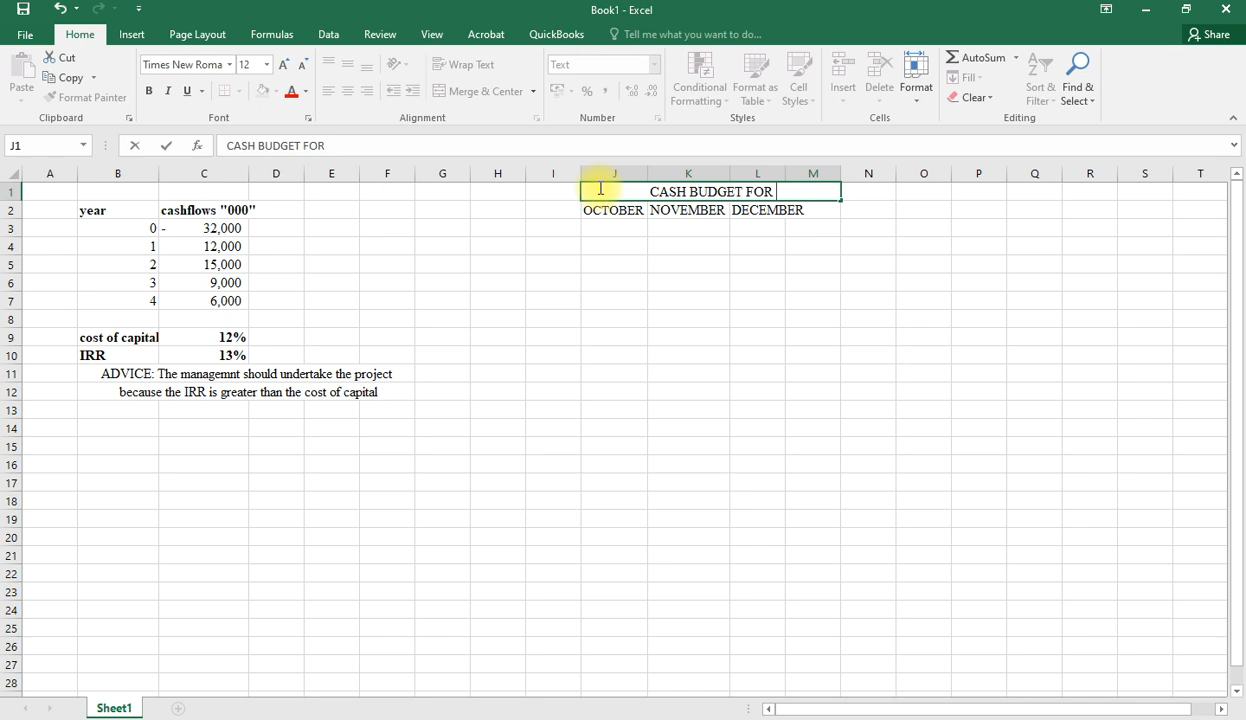 Book1 - Excel
File Home Insert Page Layout Formulas Data Review View Acrobat QuickBooks Tell me what you want to do... Share
Cut
Copy
Format Painter
Paste
Times New Roma 12
B I U A
Wrap Text
Merge & Center
Text
%
Conditional Formatting
Format as Table
Cell Styles
Insert Delete Format
AutoSum
Fill
Clear
Sort & Filter
Find & Select
Clipboard Font Alignment Number Styles Cells Editing
J1 fx CASH BUDGET FOR
A B C D E F G H I J K L M N O P Q R S T
1 CASH BUDGET FOR
2 year cashflows "000" OCTOBER NOVEMBER DECEMBER
3 0 - 32,000
4 1 12,000
5 2 15,000
6 3 9,000
7 4 6,000
8
9 cost of capital 12%
10 IRR 13%
11 ADVICE: The managemnt should undertake the project
12 because the IRR is greater than the cost of capital
13
14
15
16
17
18
19
20
21
22
23
24
25
26
27
28
Sheet1